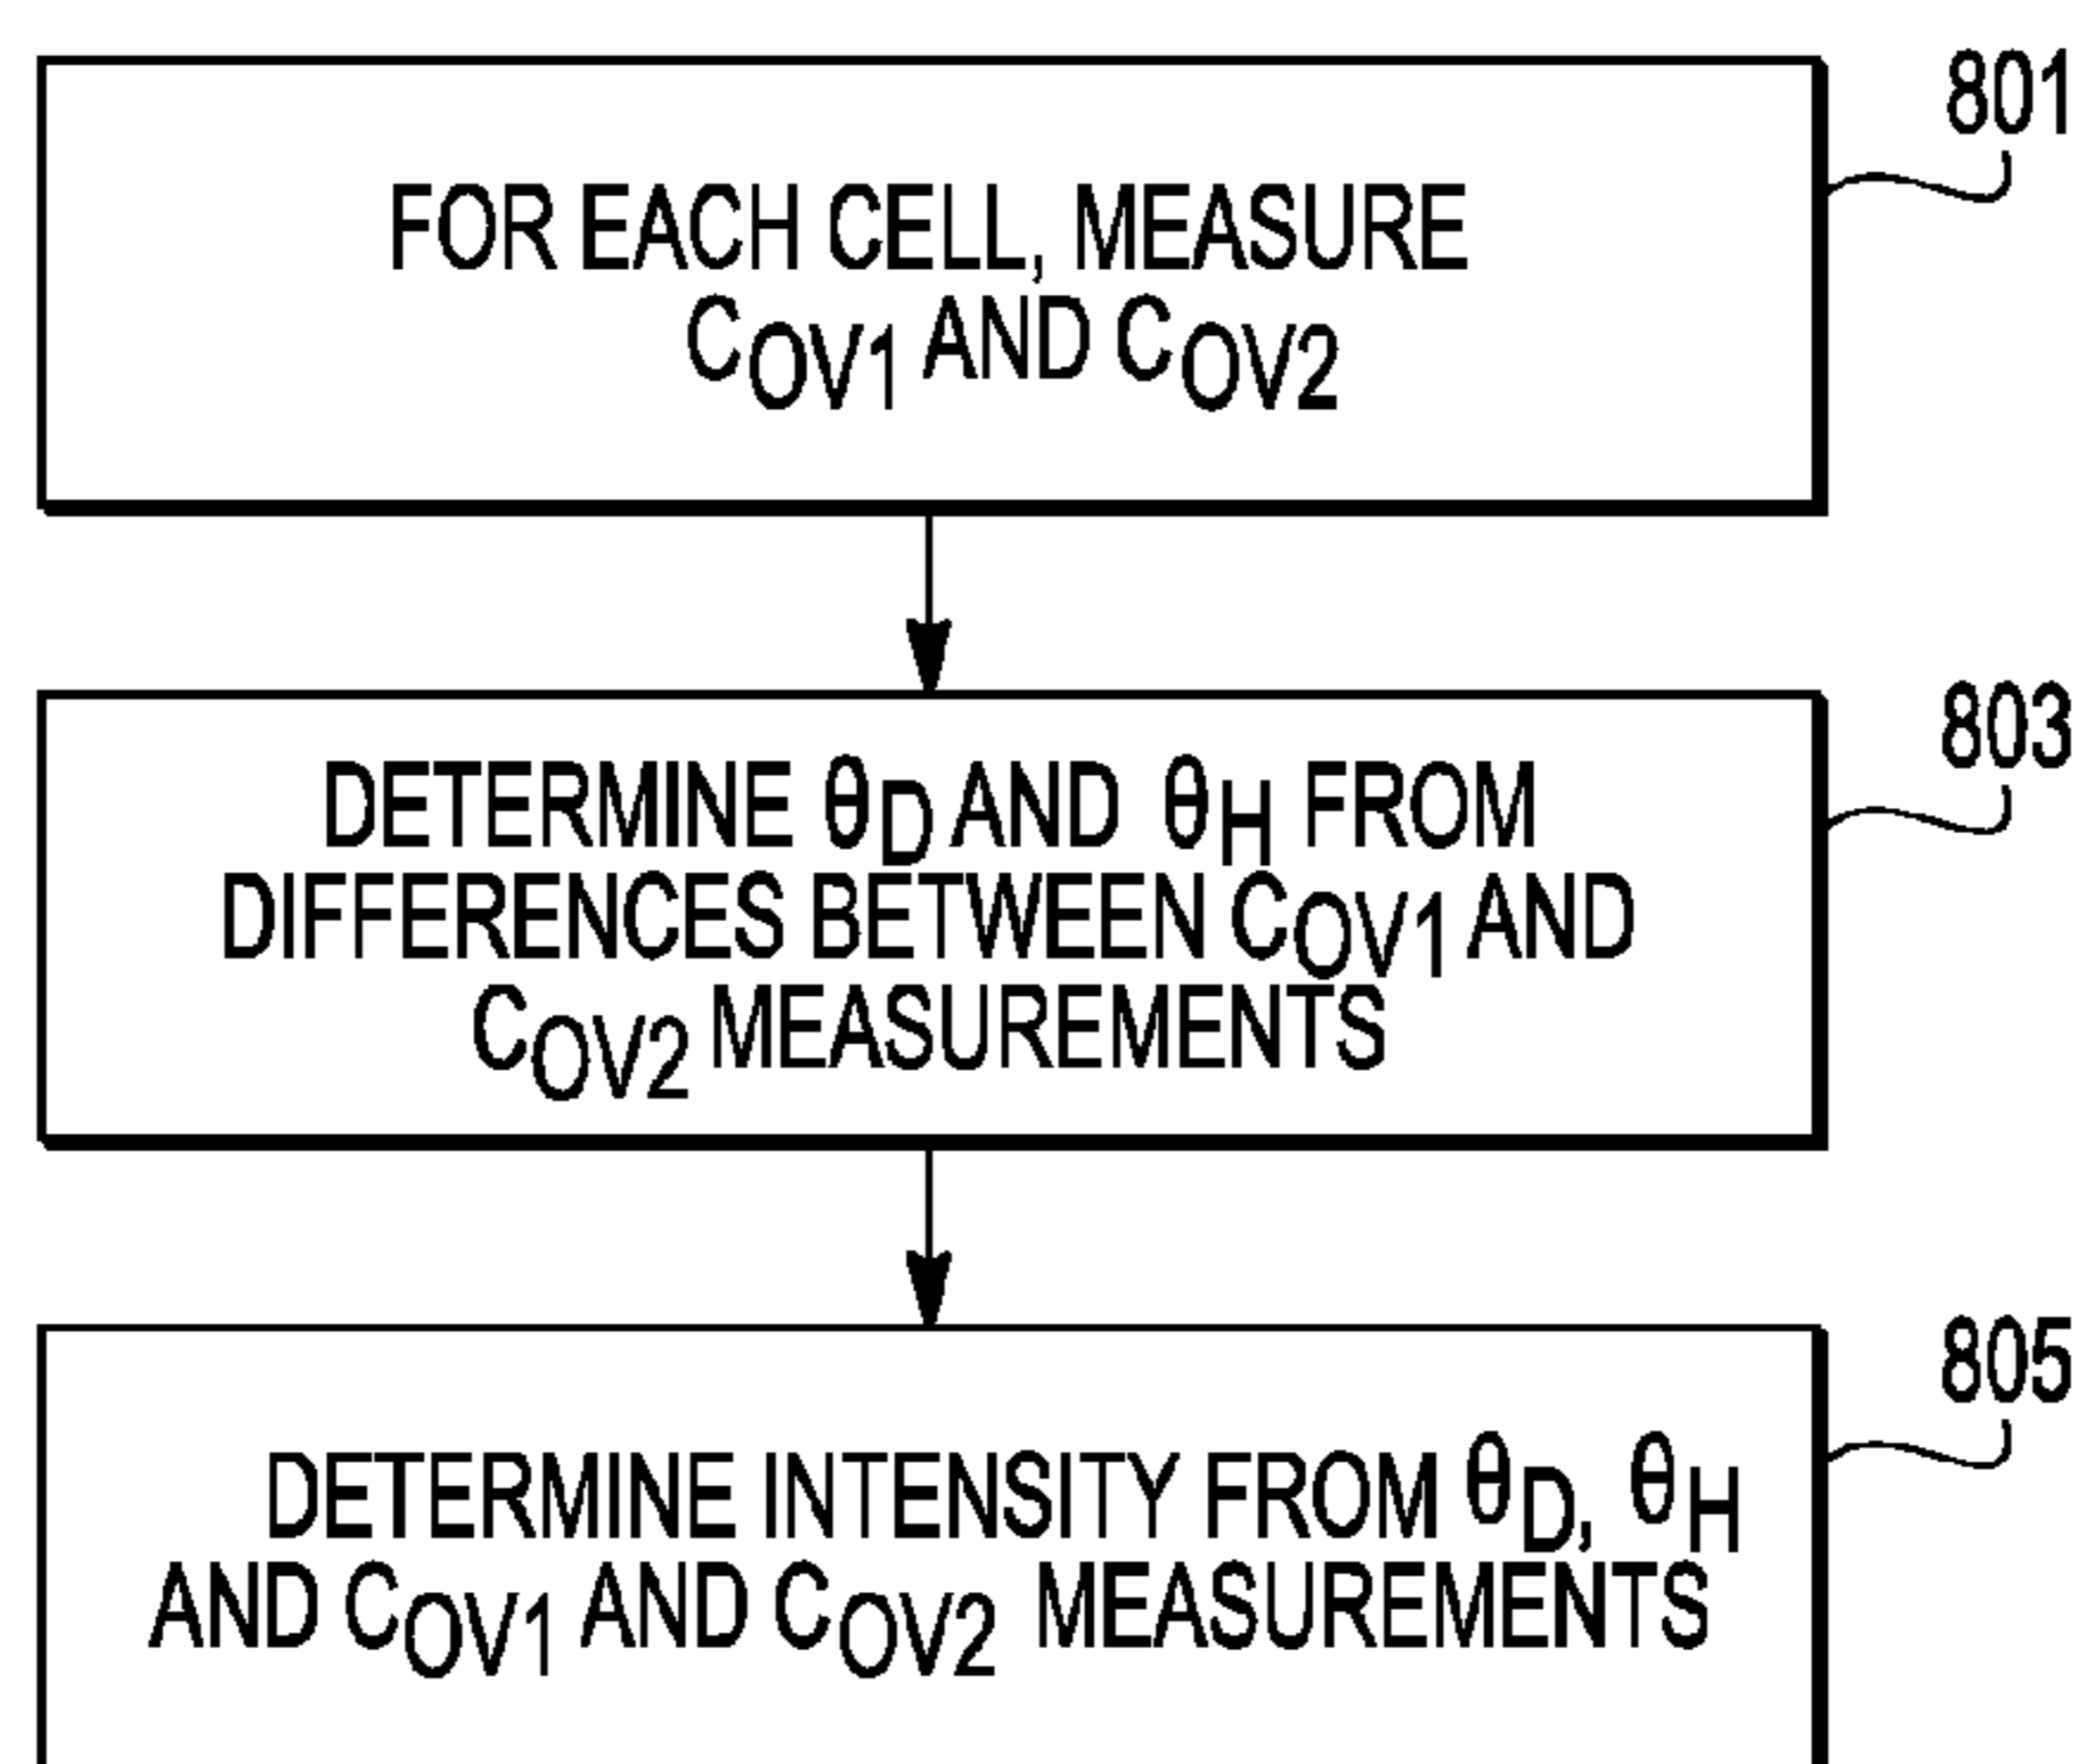 801
FOR EACH CELL, MEASURE
COV1 AND COV2
803
DETERMINE θD AND θH FROM
DIFFERENCES BETWEEN COV1 AND
COV2 MEASUREMENTS
805
DETERMINE INTENSITY FROM θD, θH
AND COV1 AND COV2 MEASUREMENTS